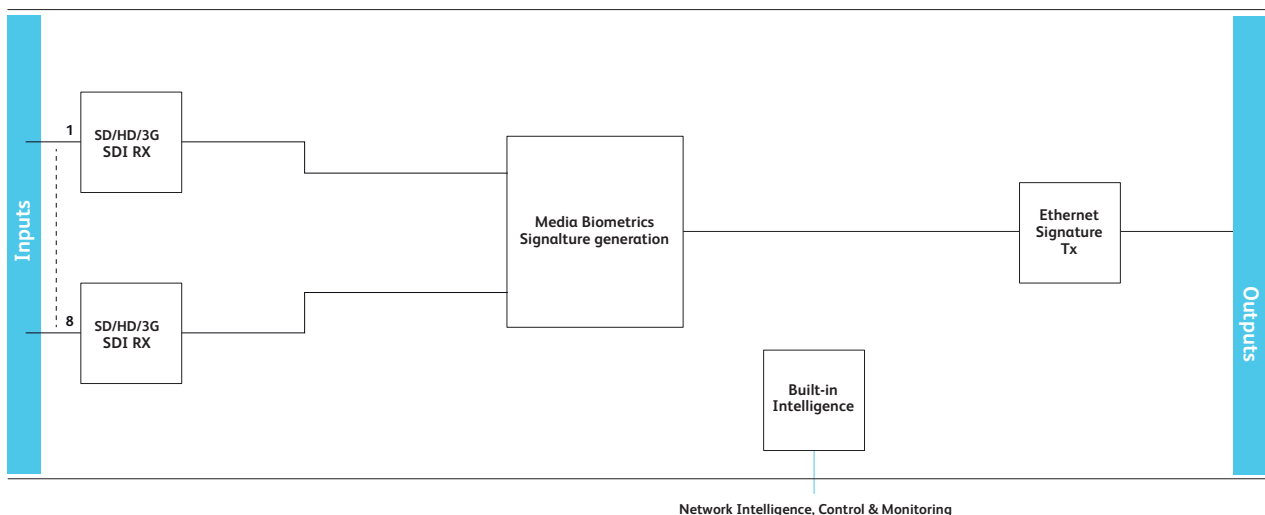 Inputs
1
SD/HD/3G
SDI RX
8
SD/HD/3G
SDI RX
Media Biometrics
Signalture generation
Ethernet
Signature
Tx
Built-in
Intelligence
Outputs
Network Intelligence, Control & Monitoring